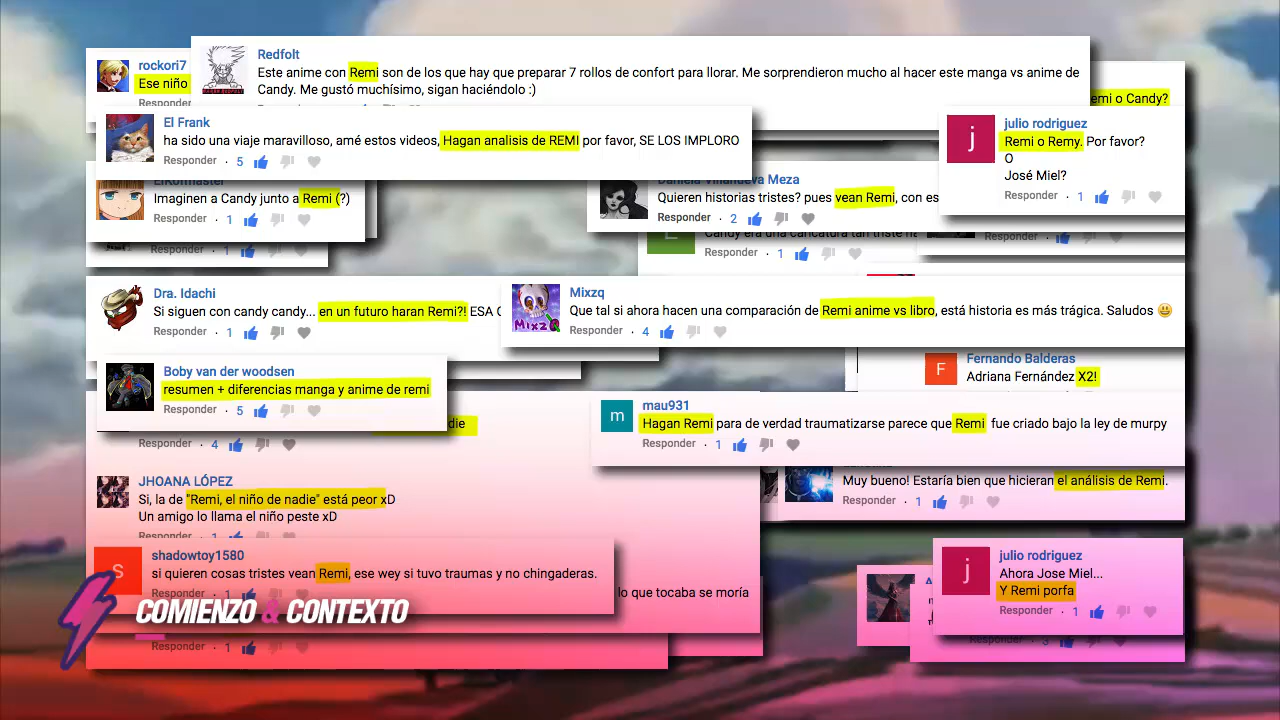 rockori7
Ese niño
Responder
Redfolt
Este anime con Remi son de los que hay que preparar 7 rollos de confort para llorar. Me sorprendieron mucho al hacer este manga vs anime de
Candy. Me gustó muchísimo, sigan haciéndolo :)
emi o Candy?
El Frank
ha sido una viaje maravilloso, amé estos videos, Hagan analisis de REMI por favor, SE LOS IMPLORO
Responder · 5
julio rodriguez
Remi o Remy. Por favor?
O
José Miel?
Responder · 1
Imaginen a Candy junto a Remi (?)
Responder · 1
Responder · 1
Daniela Villanueva Meza
Quieren historias tristes? pues vean Remi, con es
Responder · 2
Candy era una caricatura tan triste
Responder · 1
Responder
Dra. Idachi
Si siguen con candy candy... en un futuro haran Remi?! ESA
Responder · 1
Mixzq
Que tal si ahora hacen una comparación de Remi anime vs libro, está historia es más trágica. Saludos 😃
Responder · 4
Boby van der woodsen
resumen + diferencias manga y anime de remi
Responder · 5
Fernando Balderas
Adriana Fernández X2!
mau931
Hagan Remi para de verdad traumatizarse parece que Remi fue criado bajo la ley de murpy
Responder · 1
die
Responder · 4
JHOANA LÓPEZ
Si, la de "Remi, el niño de nadie" está peor xD
Un amigo lo llama el niño peste xD
Responder · 1
Muy bueno! Estaría bien que hicieran el análisis de Remi.
Responder · 1
shadowtoy1580
si quieren cosas tristes vean Remi, ese wey si tuvo traumas y no chingaderas.
Responder · 1
lo que tocaba se moría
julio rodriguez
Ahora Jose Miel...
Y Remi porfa
Responder · 1
Responder · 3
COMIENZO & CONTEXTO
Responder · 1